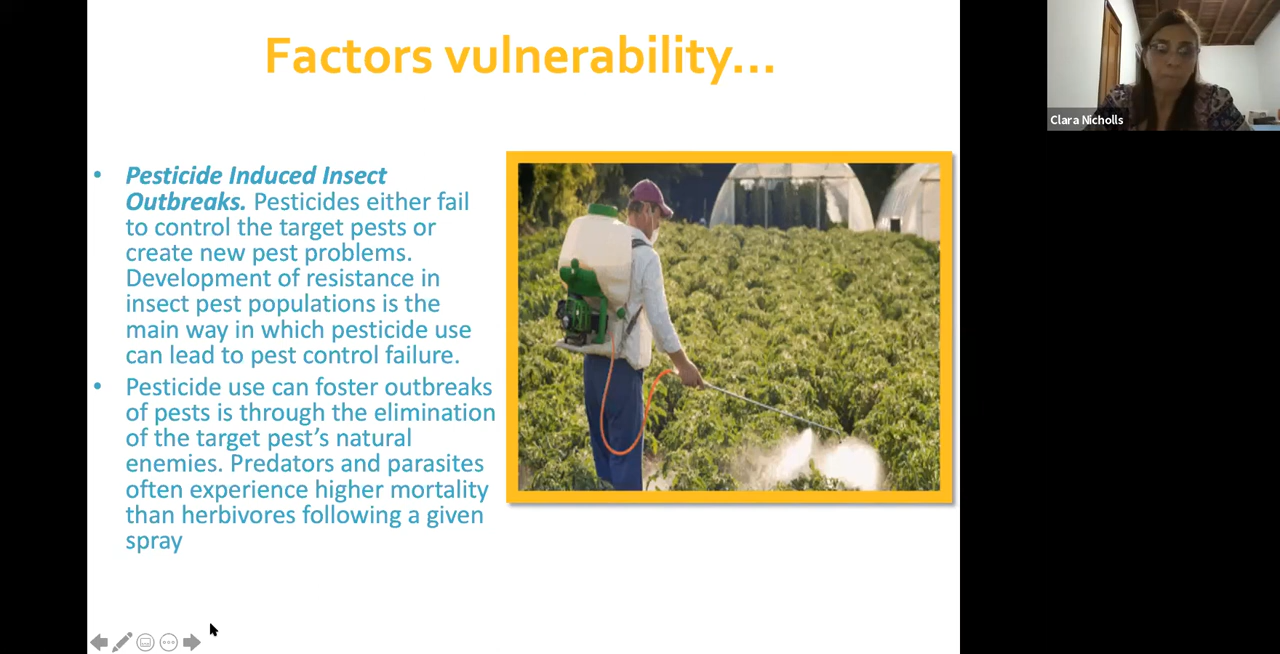 Factors vulnerability...
Clara Nicholls
• Pesticide Induced Insect
Outbreaks. Pesticides either fail
to control the target pests or
create new pest problems.
Development of resistance in
insect pest populations is the
main way in which pesticide use
can lead to pest control failure.
• Pesticide use can foster outbreaks
of pests is through the elimination
of the target pest’s natural
enemies. Predators and parasites
often experience higher mortality
than herbivores following a given
spray